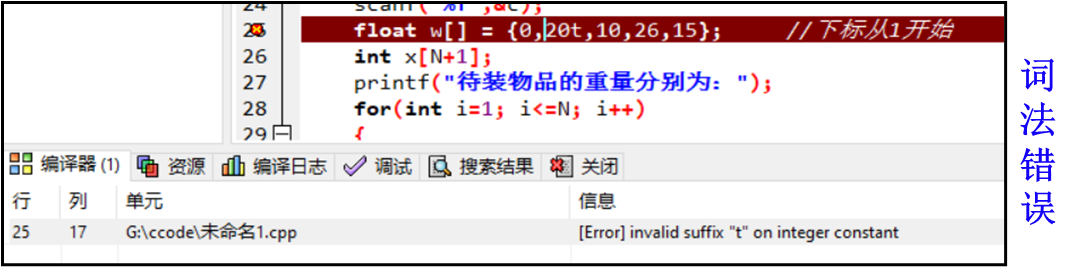 24 scanf("%f",&c);
25 float w[] = {0,20t,10,26,15}; //下标从1开始
26 int x[N+1];
27 printf("待装物品的重量分别为：");
28 for(int i=1; i<=N; i++)
29 {
编译器 (1) 资源 编译日志 调试 搜索结果 关闭
行 列 单元 信息
25 17 G:\ccode\未命名1.cpp [Error] invalid suffix "t" on integer constant
词法错误